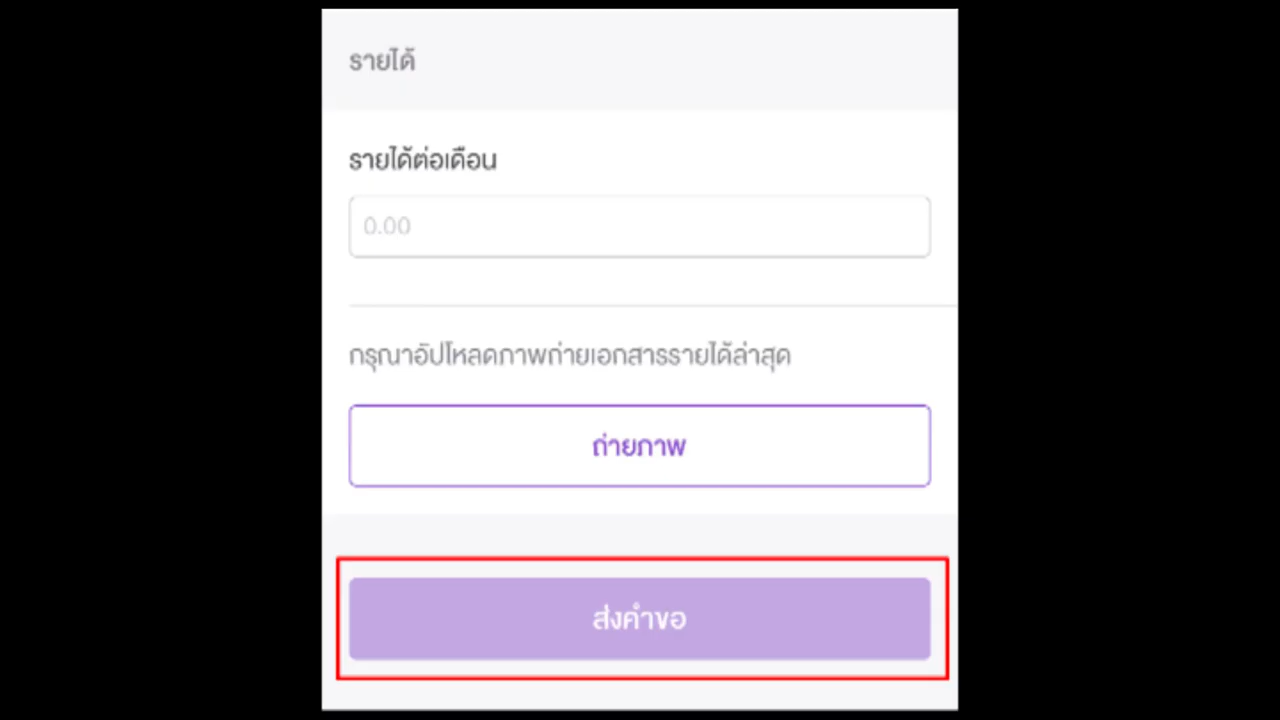 รายได้
รายได้ต่อเดือน
0.00
กรุณาอัปโหลดภาพถ่ายเอกสารรายได้ล่าสุด
ถ่ายภาพ
ส่งคำขอ